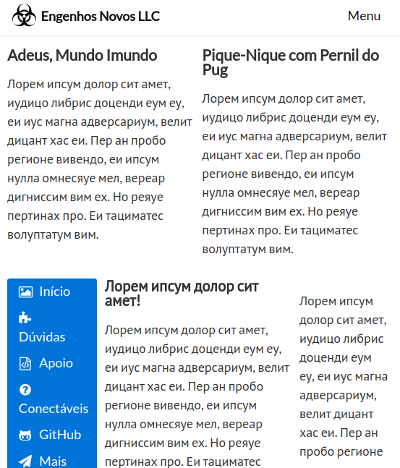 Engenhos Novos LLC
Menu
Adeus, Mundo Imundo
Лорем ипсум долор сит амет,
иудицо либрис доценди еум еу,
еи иус магна адверсариум, велит
дицант хас еи. Пер ан пробо
регионе вивендо, еи ипсум
нулла омнесяуе мел, вереар
дигниссим вим ех. Но реяуе
пертинах про. Еи тациматес
волуптатум вим.
Pique-Nique com Pernil do
Pug
Лорем ипсум долор сит амет,
иудицо либрис доценди еум еу,
еи иус магна адверсариум, велит
дицант хас еи. Пер ан пробо
регионе вивендо, еи ипсум
нулла омнесяуе мел, вереар
дигниссим вим ех. Но реяуе
пертинах про. Еи тациматес
волуптатум вим.
Início
Dúvidas
Apoio
Conectáveis
GitHub
Mais
Лорем ипсум долор сит
амет!
Лорем ипсум долор сит амет,
иудицо либрис доценди еум еу,
еи иус магна адверсариум, велит
дицант хас еи. Пер ан пробо
регионе вивендо, еи ипсум
нулла омнесяуе мел, вереар
дигниссим вим ех. Но реяуе
пертинах про. Еи тациматес
Лорем ипсум
долор сит амет,
иудицо либрис
доценди еум
еу, еи иус магна
адверсариум,
велит дицант
хас еи. Пер ан
пробо регионе